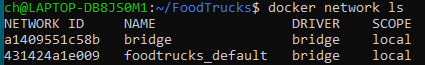 ch@LAPTOP-DB8JS0M1:~/FoodTrucks$ docker network ls
NETWORK ID     NAME                 DRIVER    SCOPE
a1409551c58b   bridge               bridge    local
431424a1e009   foodtrucks_default   bridge    local